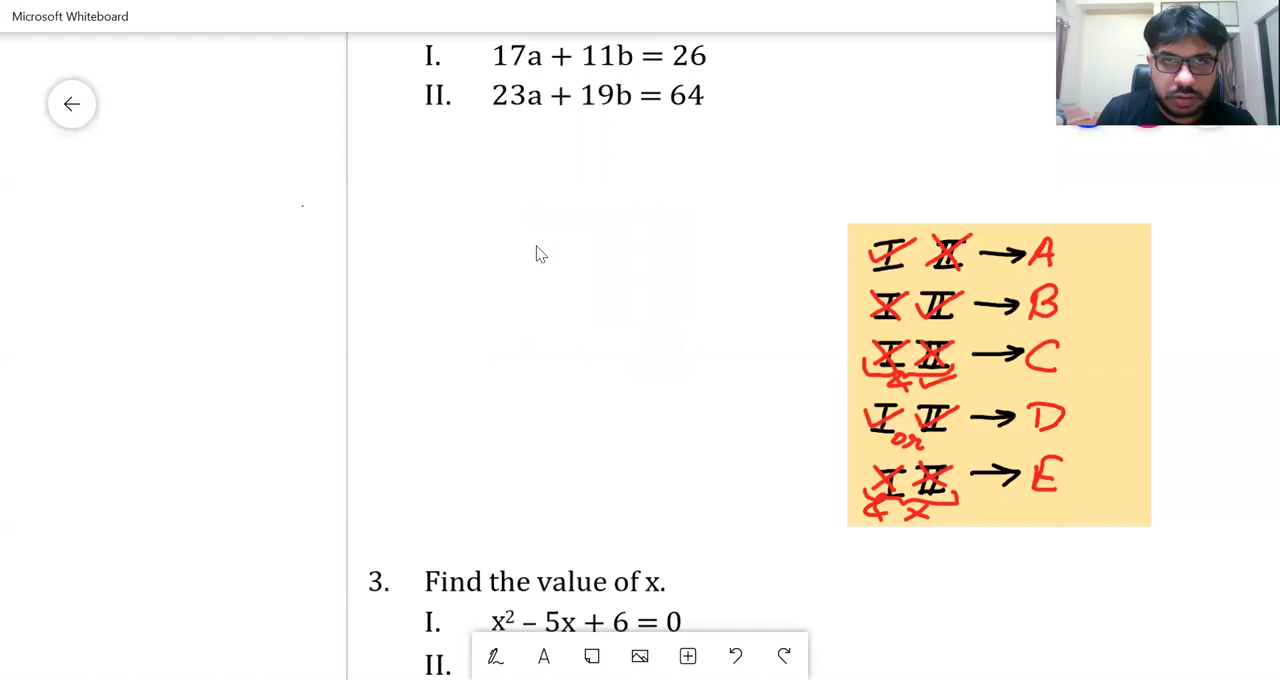 Microsoft Whiteboard
I. 17a + 11b = 26
II. 23a + 19b = 64
I II → A
I II → B
I II → C
&
I II → D
or
I II → E
& x
3. Find the value of x.
I. x² – 5x + 6 = 0
II.
A